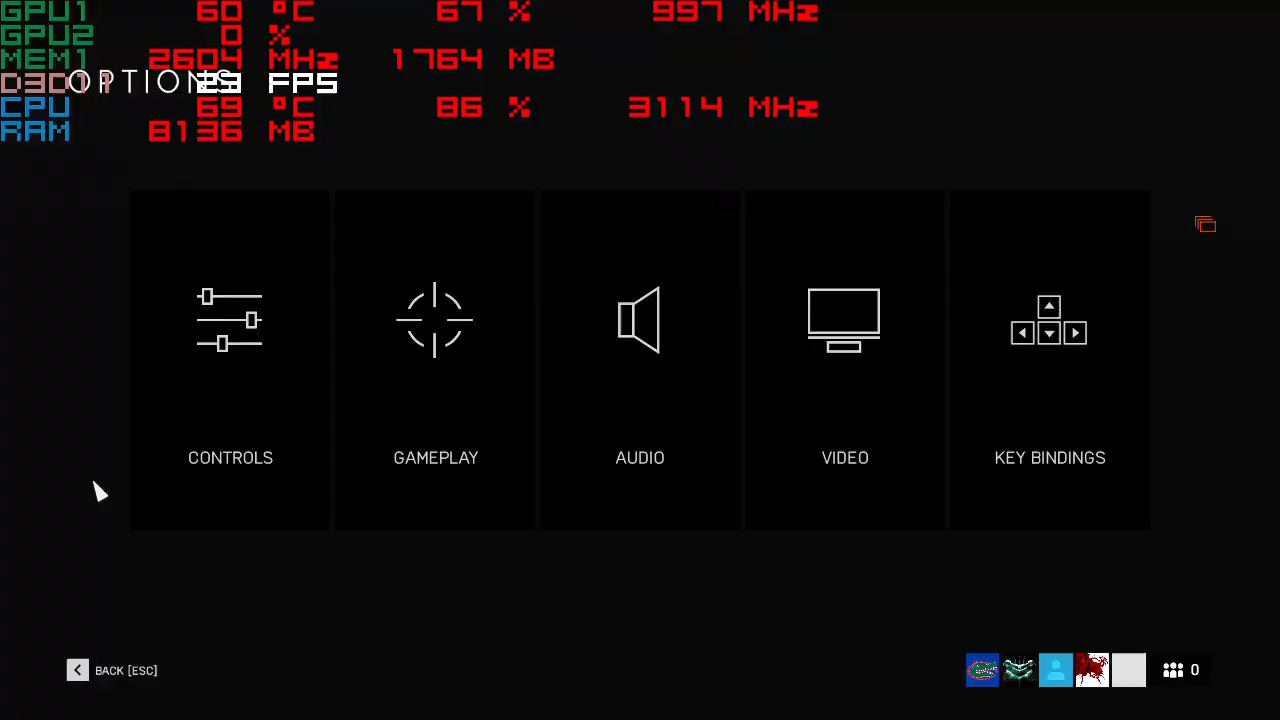 GPU1 60 °C 67 % 997 MHz
GPU2 0 %
MEM1 2604 MHz 1764 MB
D3D11 29 FPS
OPTIONS
CPU 69 °C 86 % 3114 MHz
RAM 8136 MB
CONTROLS
GAMEPLAY
AUDIO
VIDEO
KEY BINDINGS
BACK [ESC]
0